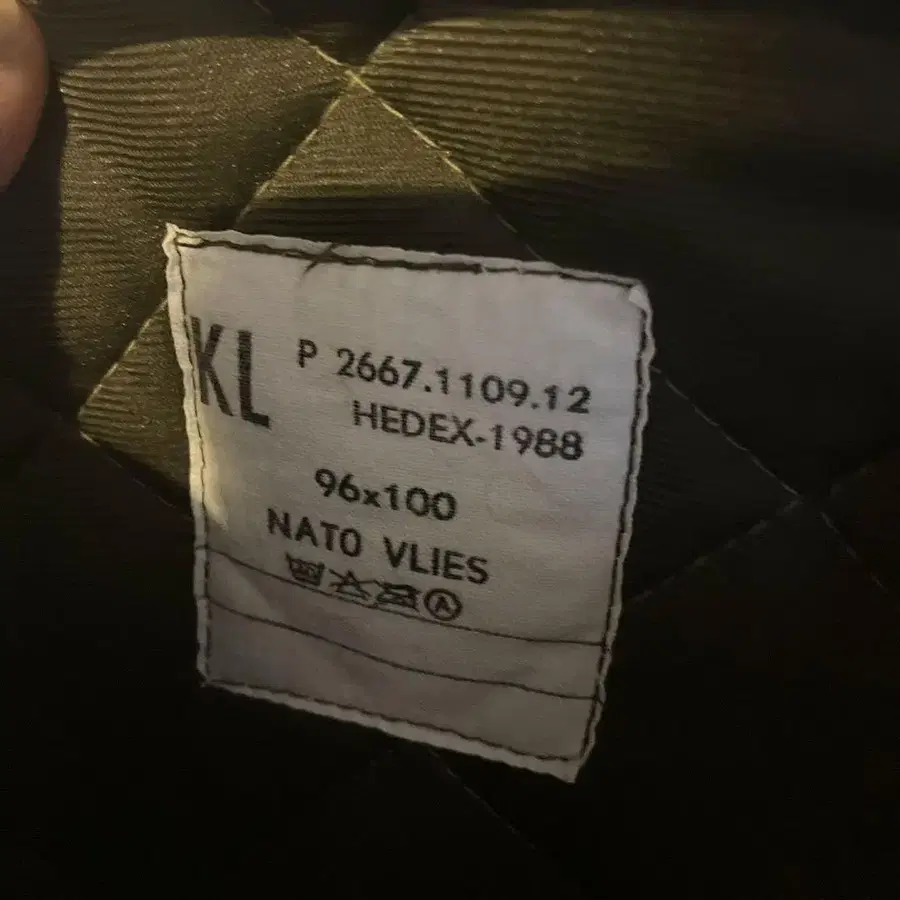 KL
P 2667.1109.12
HEDEX-1988
96x100
NATO VLIES
A